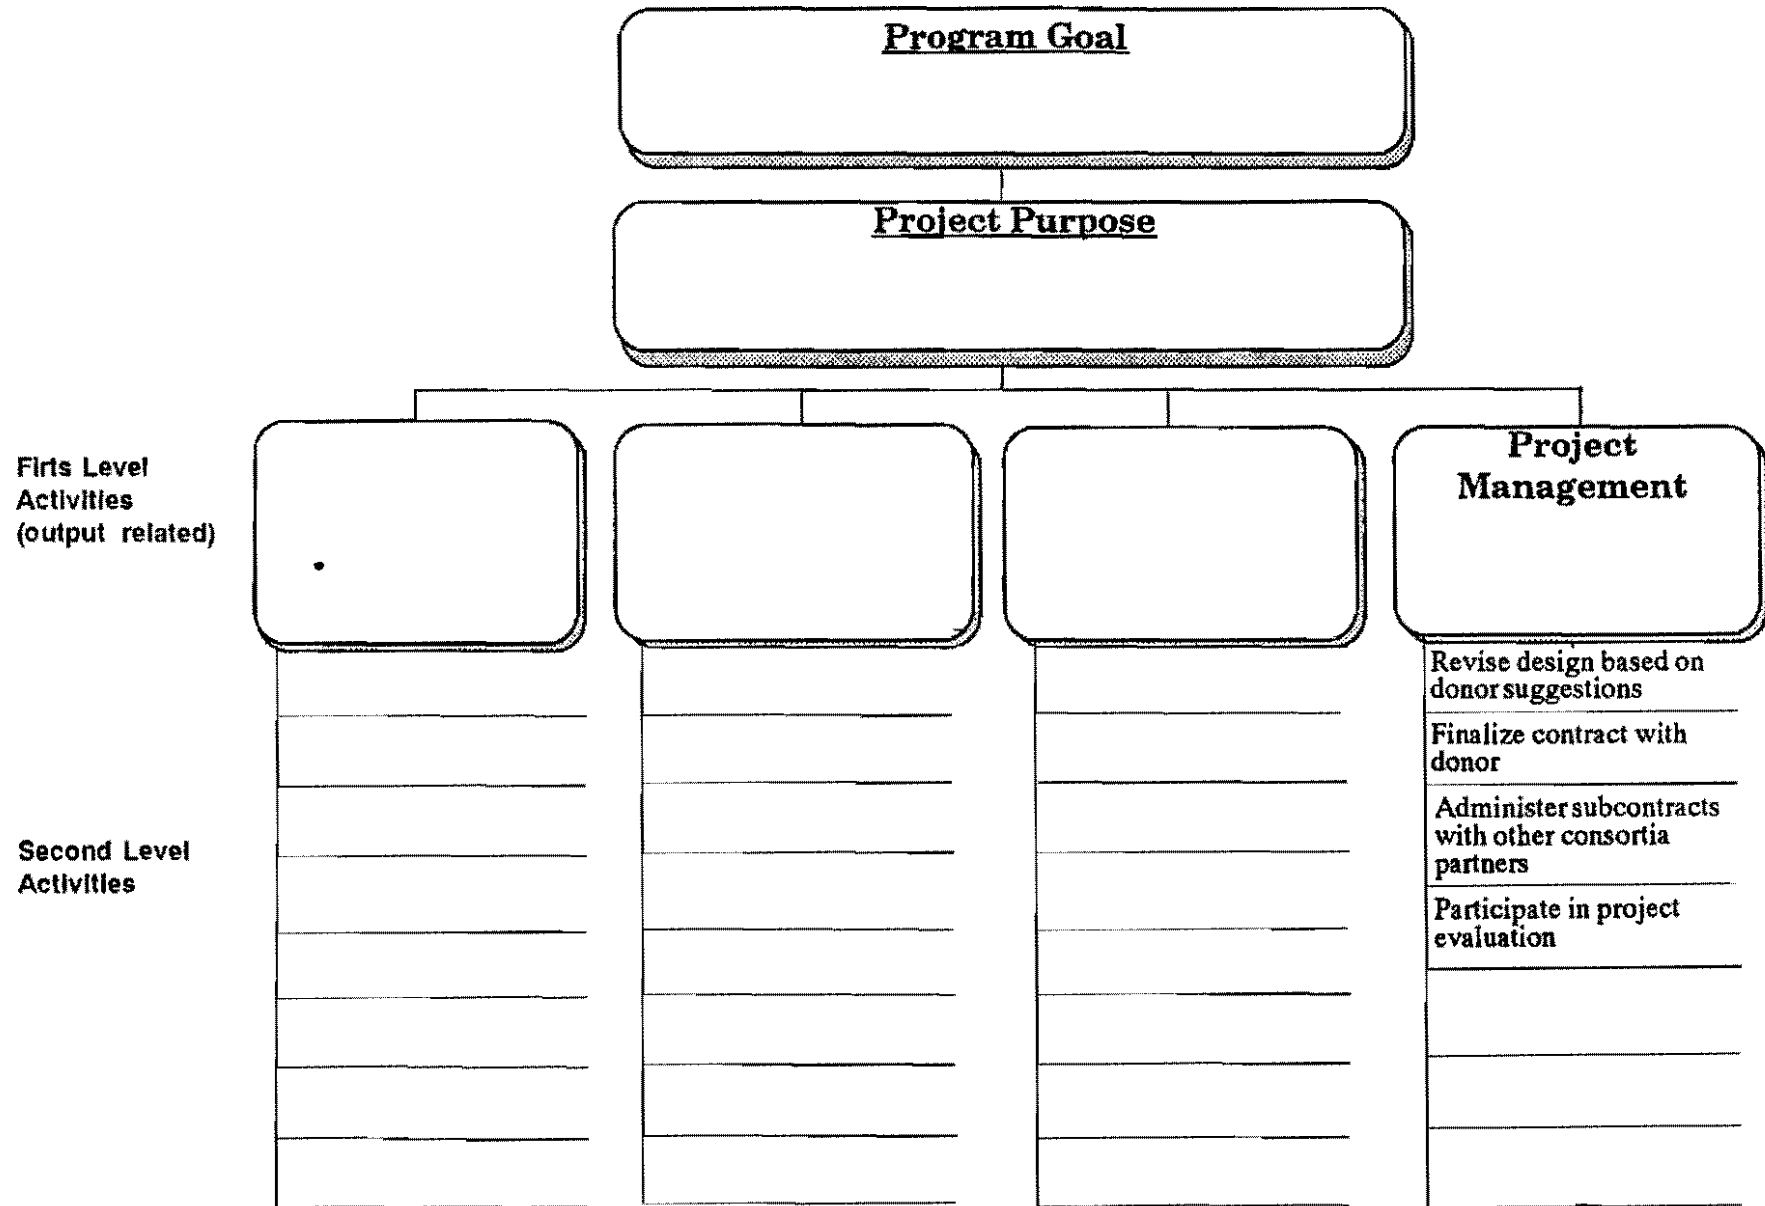 Program Goal
Project Purpose
Firts Level
Activities
(output related)
Project
Management
Revise design based on
donor suggestions
Finalize contract with
donor
Second Level
Activities
Administer subcontracts
with other consortia
partners
Participate in project
evaluation